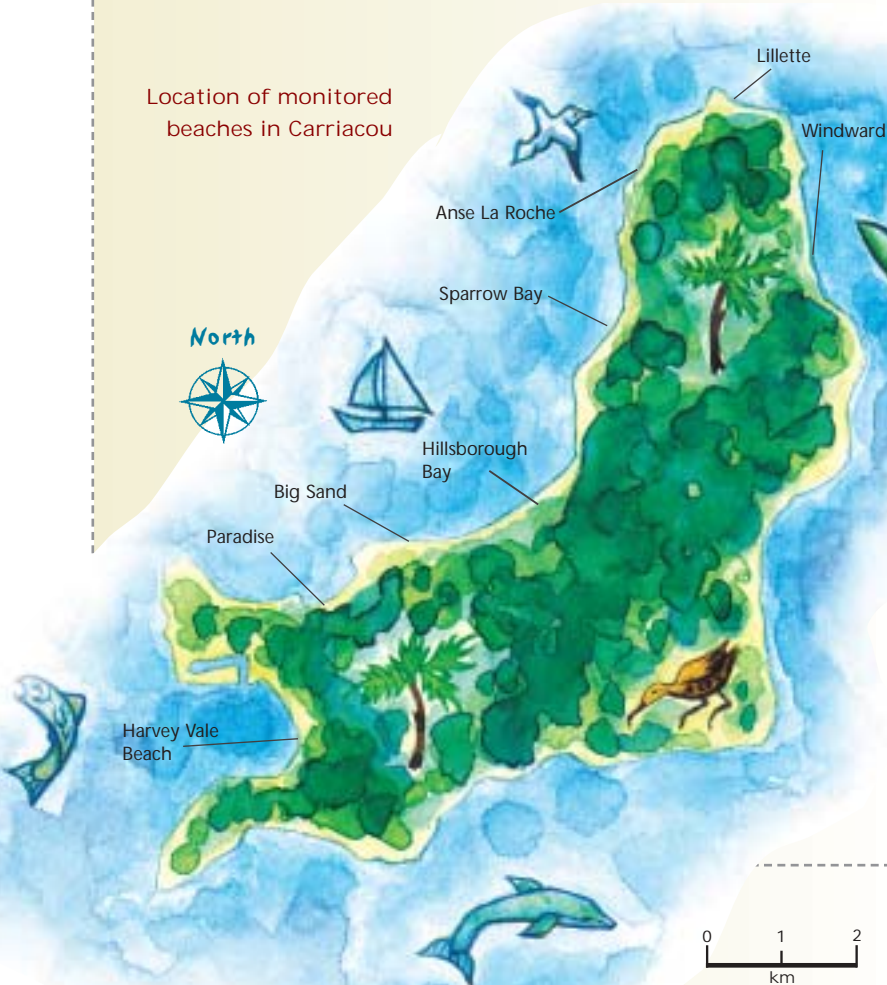 Location of monitored
beaches in Carriacou
Lillette
Windward
Anse La Roche
Sparrow Bay
North
Hillsborough
Bay
Big Sand
Paradise
Harvey Vale
Beach
0 1 2
km